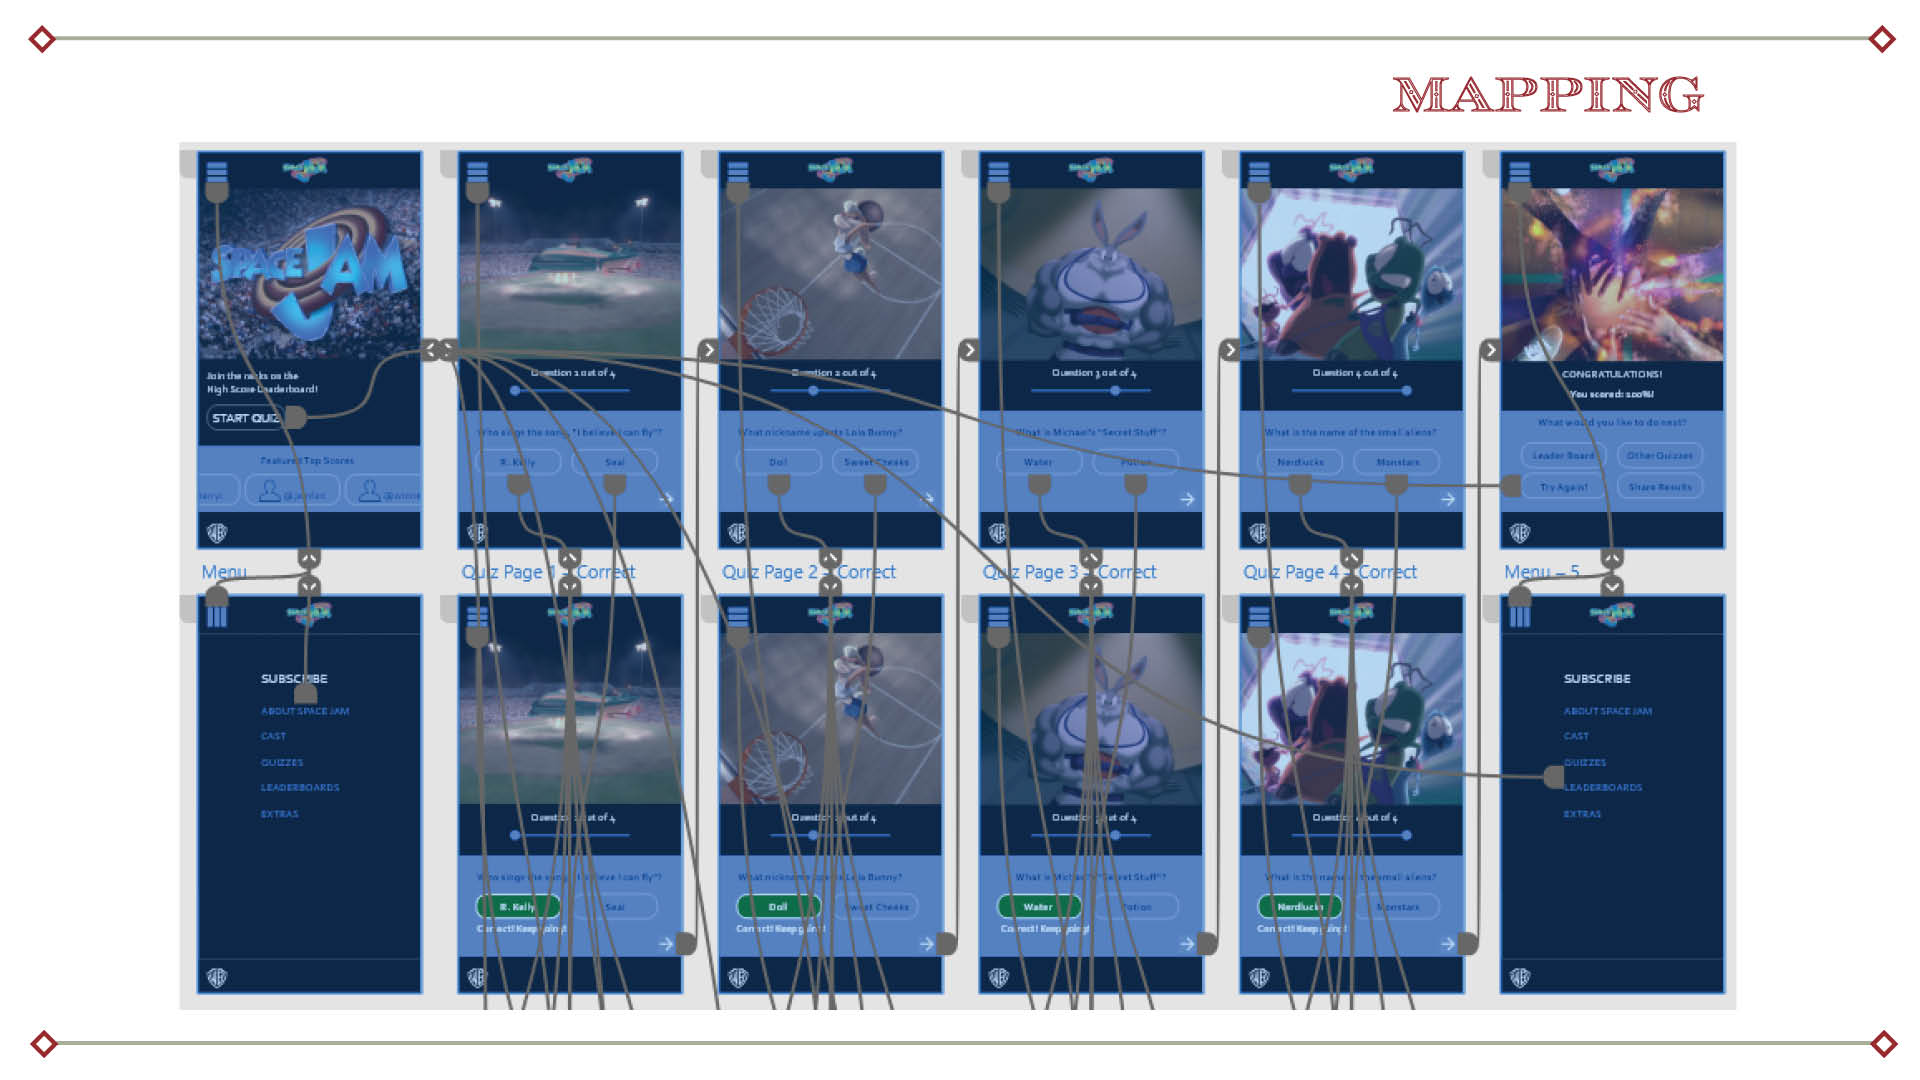 MAPPING
SPACE JAM
Join the ranks on the
High Score Leaderboard!
START QUIZ
Featured Top Scores
Question 1 out of 4
Who sings the song, "I believe I can fly"?
R. Kelly
Seal
Question 2 out of 4
What nickname upsets Lola Bunny?
Doll
Sweet Cheeks
Question 3 out of 4
What is Michael's "Secret Stuff"?
Water
Potion
Question 4 out of 4
What is the name of the small aliens?
Nerdlucks
Monstars
CONGRATULATIONS!
You scored: 100%!
What would you like to do next?
Leader Board
Other Quizzes
Try Again!
Share Results
Menu
Quiz Page 1 - Correct
Quiz Page 2 - Correct
Quiz Page 3 - Correct
Quiz Page 4 - Correct
Menu – 5
SUBSCRIBE
ABOUT SPACE JAM
CAST
QUIZZES
LEADERBOARDS
EXTRAS
Question 1 out of 4
Who sings the song, "I believe I can fly"?
R. Kelly
Seal
Correct! Keep going!
Question 2 out of 4
What nickname upsets Lola Bunny?
Doll
Sweet Cheeks
Correct! Keep going!
Question 3 out of 4
What is Michael's "Secret Stuff"?
Water
Potion
Correct! Keep going!
Question 4 out of 4
What is the name of the small aliens?
Nerdlucks
Monstars
Correct! Keep going!
SUBSCRIBE
ABOUT SPACE JAM
CAST
QUIZZES
LEADERBOARDS
EXTRAS